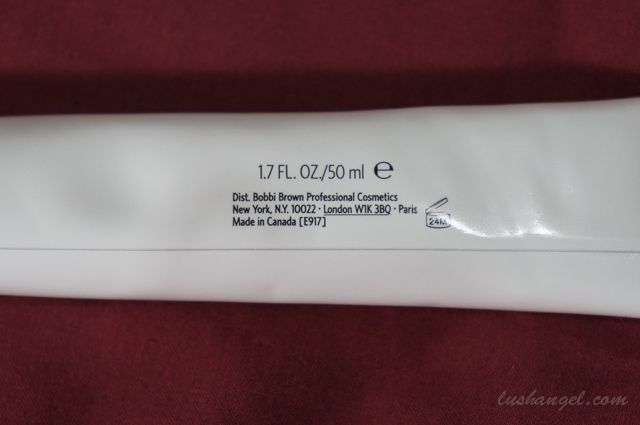 1.7 FL. OZ./50 ml ℮
Dist. Bobbi Brown Professional Cosmetics
New York, N.Y. 10022 · London W1K 3BQ · Paris
Made in Canada [E917]
24M
lushangel.com